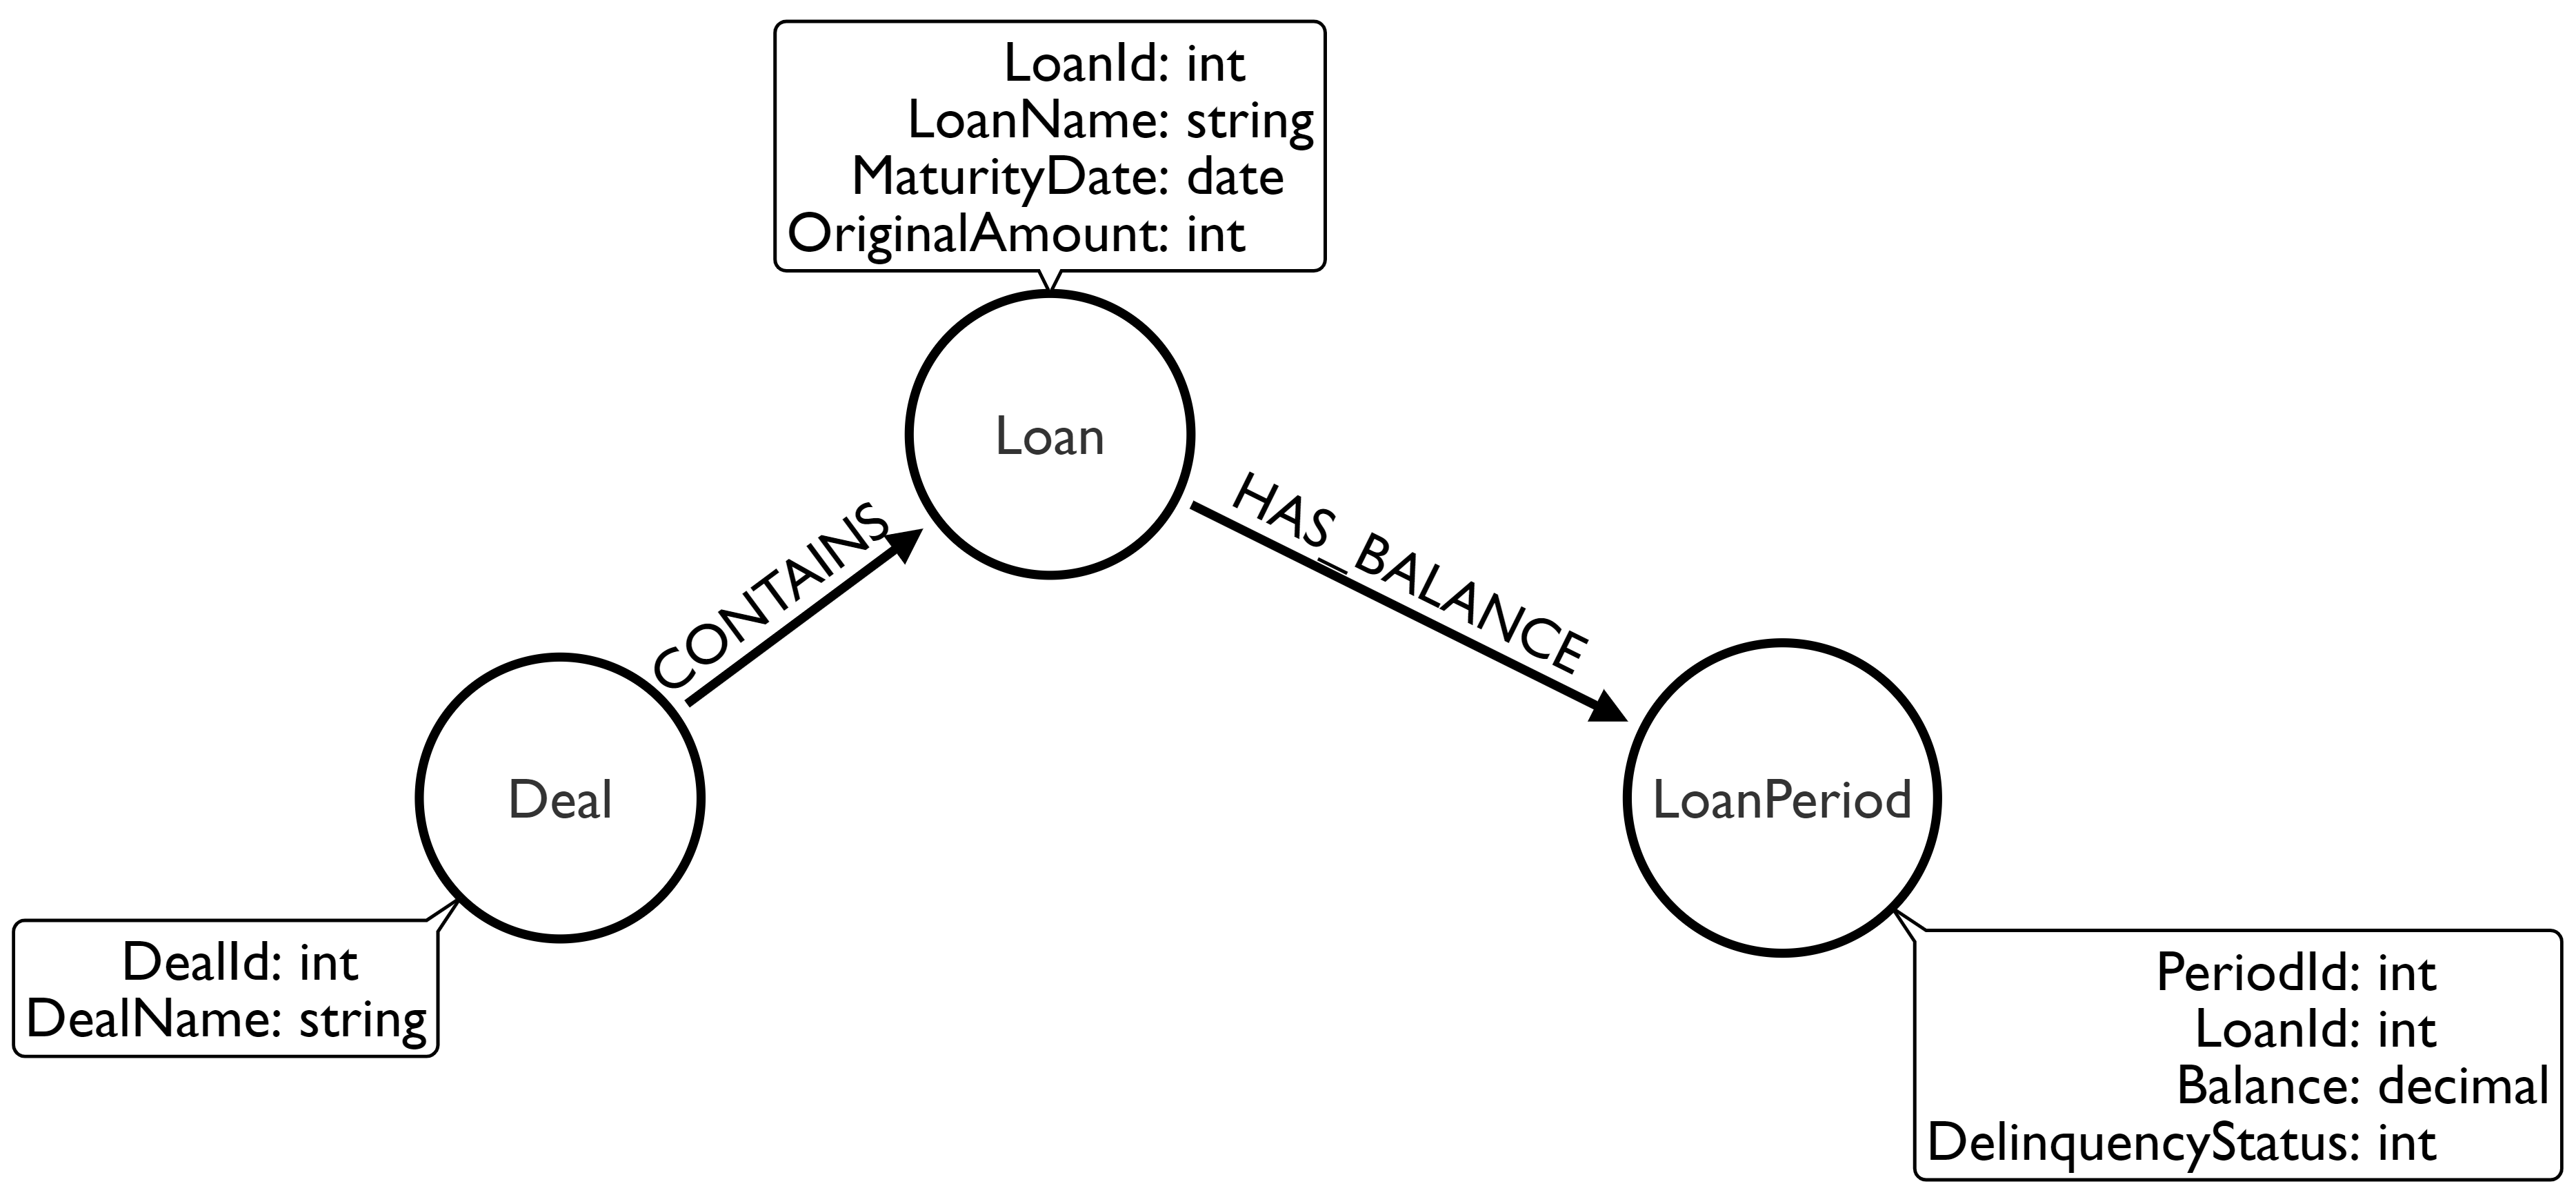 LoanId: int
LoanName: string
MaturityDate: date
OriginalAmount: int
Loan
CONTAINS
HAS_BALANCE
Deal
LoanPeriod
DealId: int
DealName: string
PeriodId: int
LoanId: int
Balance: decimal
DelinquencyStatus: int